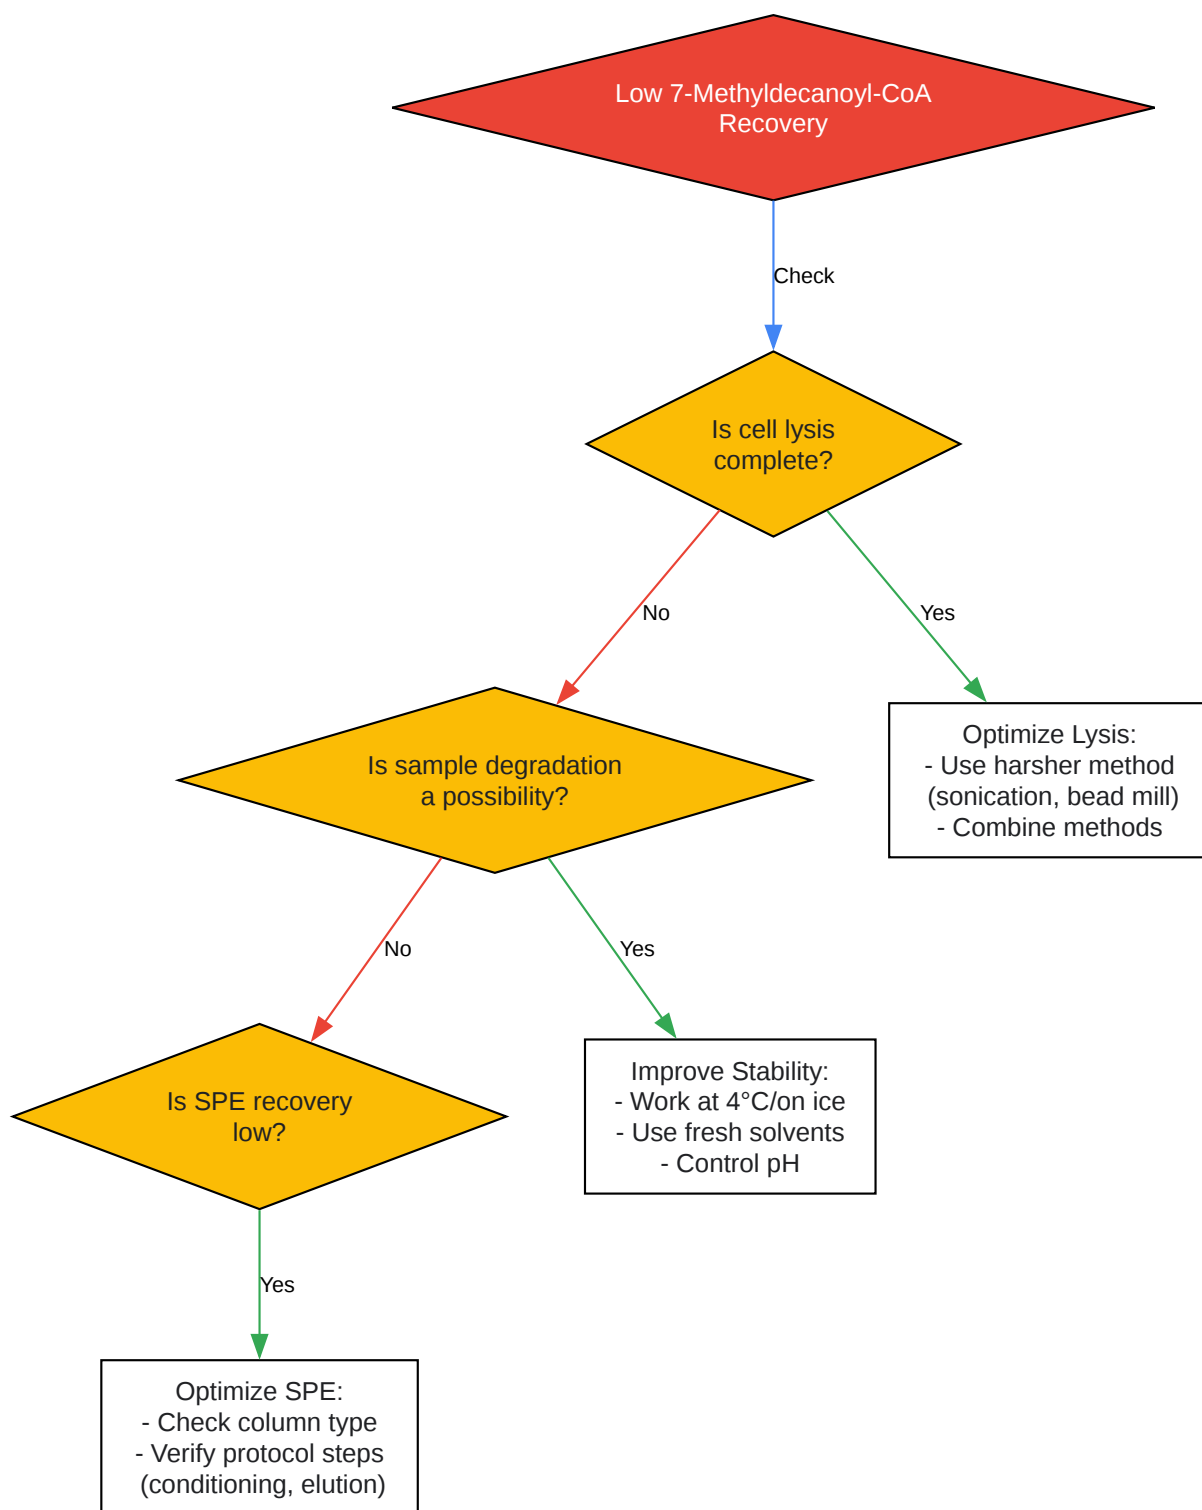 Low 7-Methyldecanoyl-CoA
Recovery
Check
Is cell lysis
complete?
No
Yes
Optimize Lysis:
- Use harsher method
(sonication, bead mill)
- Combine methods
Is sample degradation
a possibility?
No
Yes
Improve Stability:
- Work at 4°C/on ice
- Use fresh solvents
- Control pH
Is SPE recovery
low?
Yes
Optimize SPE:
- Check column type
- Verify protocol steps
(conditioning, elution)